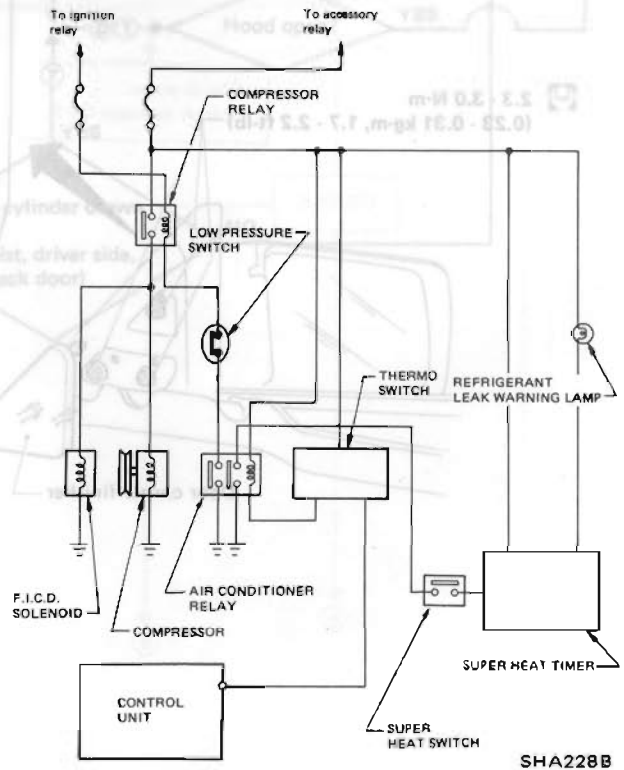 To ignition
relay
To accessory
relay
COMPRESSOR
RELAY
2.3 - 3.0 N·m
(0.23 - 0.31 kg-m, 1.7 - 2.2 ft-lb)
LOW PRESSURE
SWITCH
THERMO
SWITCH
REFRIGERANT
LEAK WARNING LAMP
F.I.C.D.
SOLENOID
COMPRESSOR
AIR CONDITIONER
RELAY
SUPER HEAT TIMER
CONTROL
UNIT
SUPER
HEAT SWITCH
SHA228B